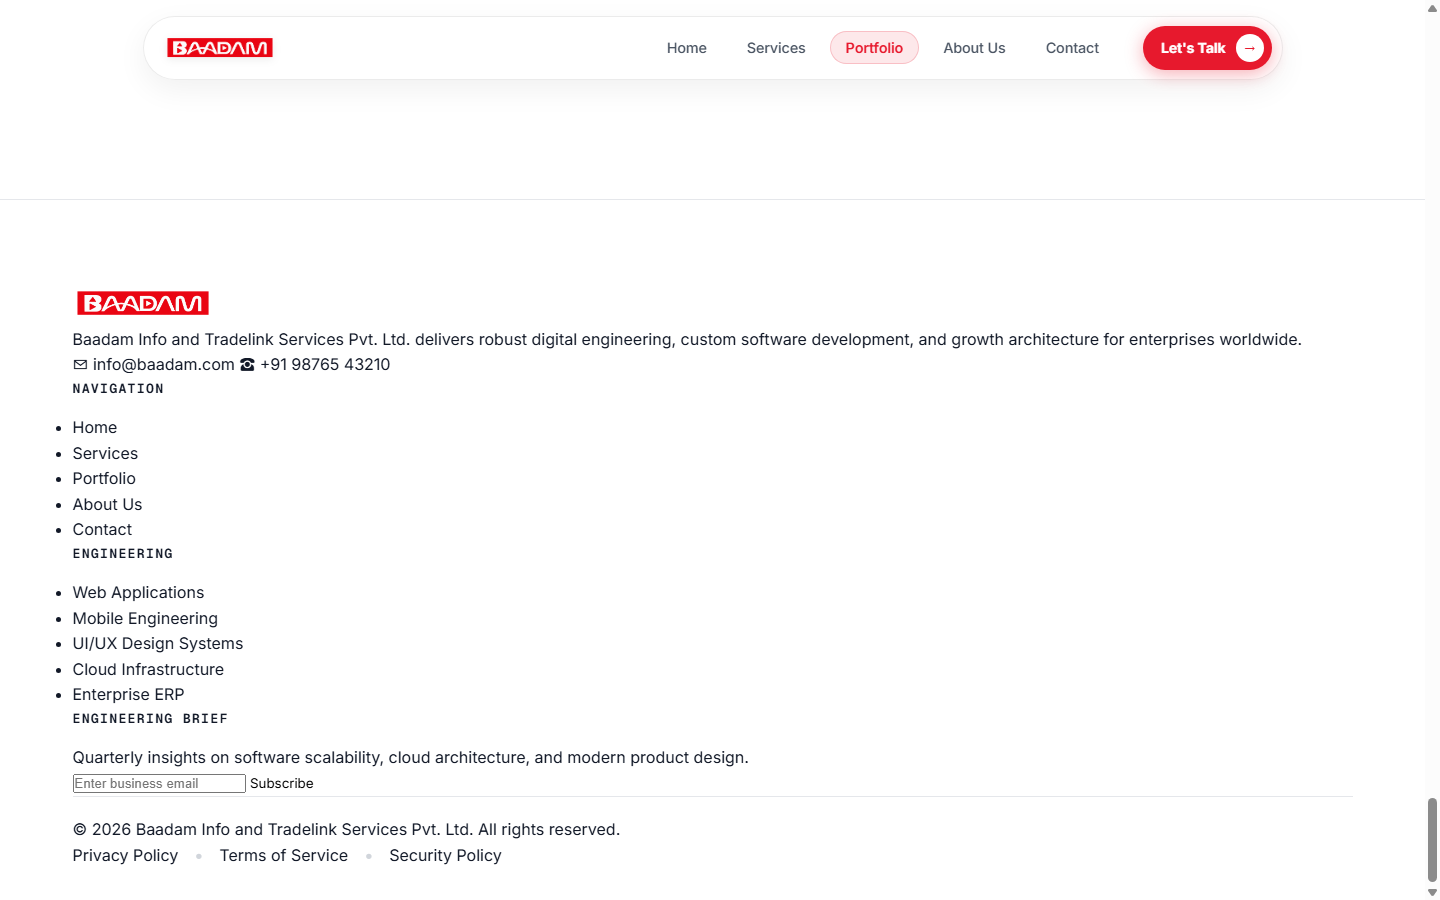 BAADAM
Home
Services
Portfolio
About Us
Contact
Let's Talk →
BAADAM
Baadam Info and Tradelink Services Pvt. Ltd. delivers robust digital engineering, custom software development, and growth architecture for enterprises worldwide.
info@baadam.com +91 98765 43210
NAVIGATION
Home
Services
Portfolio
About Us
Contact
ENGINEERING
Web Applications
Mobile Engineering
UI/UX Design Systems
Cloud Infrastructure
Enterprise ERP
ENGINEERING BRIEF
Quarterly insights on software scalability, cloud architecture, and modern product design.
Enter business email Subscribe
© 2026 Baadam Info and Tradelink Services Pvt. Ltd. All rights reserved.
Privacy Policy • Terms of Service • Security Policy